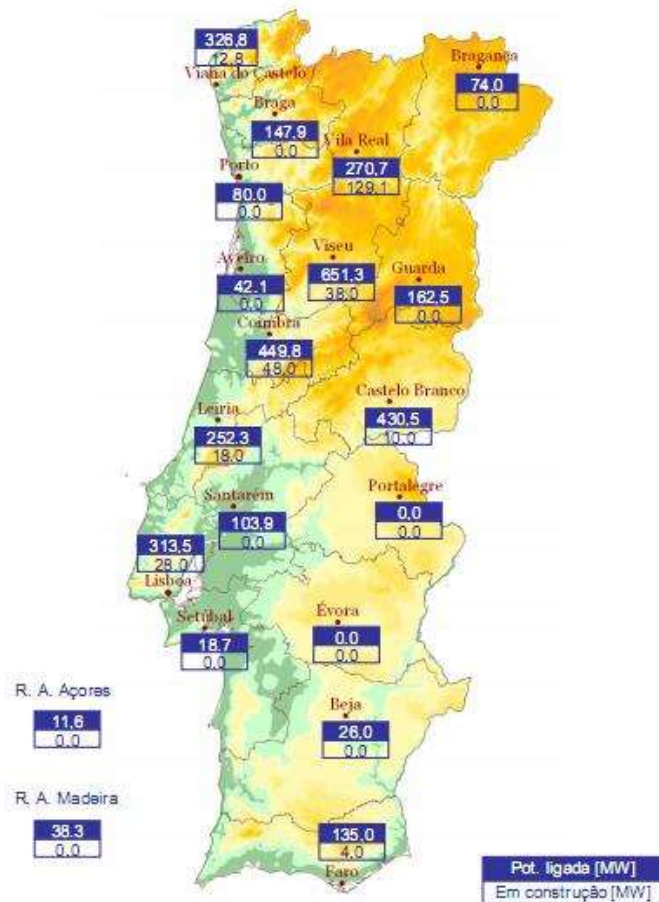 326,8
12,8
Viana do Castelo
Bragança
74,0
0,0
Braga
147,9
0,0
Vila Real
270,7
129,1
Porto
80.0
0.0
Viseu
651,3
38,0
Guarda
162,5
0,0
Aveiro
42.1
0.0
Coimbra
449,8
48,0
Castelo Branco
430,5
10,0
Leiria
252.3
18.0
Santarém
103,9
0,0
Portalegre
0,0
0,0
313,5
28,0
Lisboa
Setúbal
18.7
0.0
Évora
0.0
0.0
R. A. Açores
11,6
0,0
Beja
26,0
0,0
R. A. Madeira
38.3
0.0
135,0
4,0
Faro
Pot. ligada [MW]
Em construção [MW]